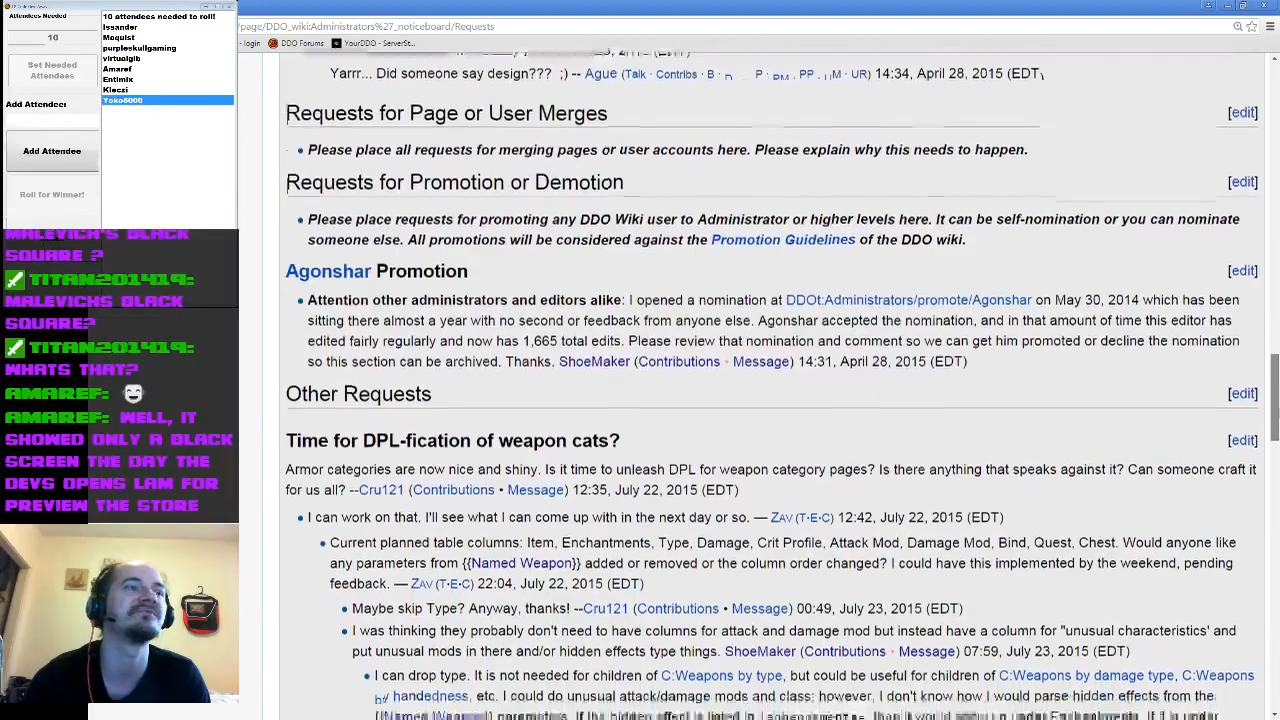 Attendees Needed
10
Set Needed
Attendees
Add Attendee
Roll for Winner!
10 attendees needed to roll!
Issander
Moquist
purpleskullgaming
virtualgib
Amaref
Entimix
Kleczi
Yoko5000
MALEVICH'S BLACK
SQUARE ?
TITAN201419:
MALEVICHS BLACK
SQUARE?
TITAN201419:
WHATS THAT?
AMAREF:
AMAREF: WELL, IT
SHOWED ONLY A BLACK
SCREEN THE DAY THE
DEVS OPENS LAM FOR
PREVIEW THE STORE
/page/DDO_wiki:Administrators%27_noticeboard/Requests
- login DDO Forums YourDDO - ServerSt...
Yarrr... Did someone say design??? ;) -- Ague (Talk · Contribs · B · D · P · PM · PP · M · UR) 14:34, April 28, 2015 (EDT)
Requests for Page or User Merges [edit]
• Please place all requests for merging pages or user accounts here. Please explain why this needs to happen.
Requests for Promotion or Demotion [edit]
• Please place requests for promoting any DDO Wiki user to Administrator or higher levels here. It can be self-nomination or you can nominate
someone else. All promotions will be considered against the Promotion Guidelines of the DDO wiki.
Agonshar Promotion [edit]
• Attention other administrators and editors alike: I opened a nomination at DDOt:Administrators/promote/Agonshar on May 30, 2014 which has been
sitting there almost a year with no second or feedback from anyone else. Agonshar accepted the nomination, and in that amount of time this editor has
edited fairly regularly and now has 1,665 total edits. Please review the nomination and comment so we can get him promoted or decline the nomination
so this section can be archived. Thanks. ShoeMaker (Contributions • Message) 14:31, April 28, 2015 (EDT)
Other Requests [edit]
Time for DPL-fication of weapon cats? [edit]
Armor categories are now nice and shiny. Is it time to unleash DPL for weapon category pages? Is there anything that speaks against it? Can someone craft it
for us all? --Cru121 (Contributions • Message) 12:35, July 22, 2015 (EDT)
• I can work on that. I'll see what I can come up with in the next day or so. — ZAV (T·E·C) 12:42, July 22, 2015 (EDT)
• Current planned table columns: Item, Enchantments, Type, Damage, Crit Profile, Attack Mod, Damage Mod, Bind, Quest, Chest. Would anyone like
any parameters from {{Named Weapon}} added or removed or the column order changed? I could have this implemented by the weekend, pending
feedback. — ZAV (T·E·C) 22:04, July 22, 2015 (EDT)
• Maybe skip Type? Anyway, thanks! --Cru121 (Contributions • Message) 00:49, July 23, 2015 (EDT)
• I was thinking they probably don't need to have columns for attack and damage mod but instead have a column for "unusual characteristics' and
put unusual mods in there and/or hidden effects type things. ShoeMaker (Contributions • Message) 07:59, July 23, 2015 (EDT)
• I can drop type. It is not needed for children of C:Weapons by type, but could be useful for children of C:Weapons by damage type, C:Weapons
by handedness, etc. I could do unusual attack/damage mods and class; however, I don't know how I would parse hidden effects from the